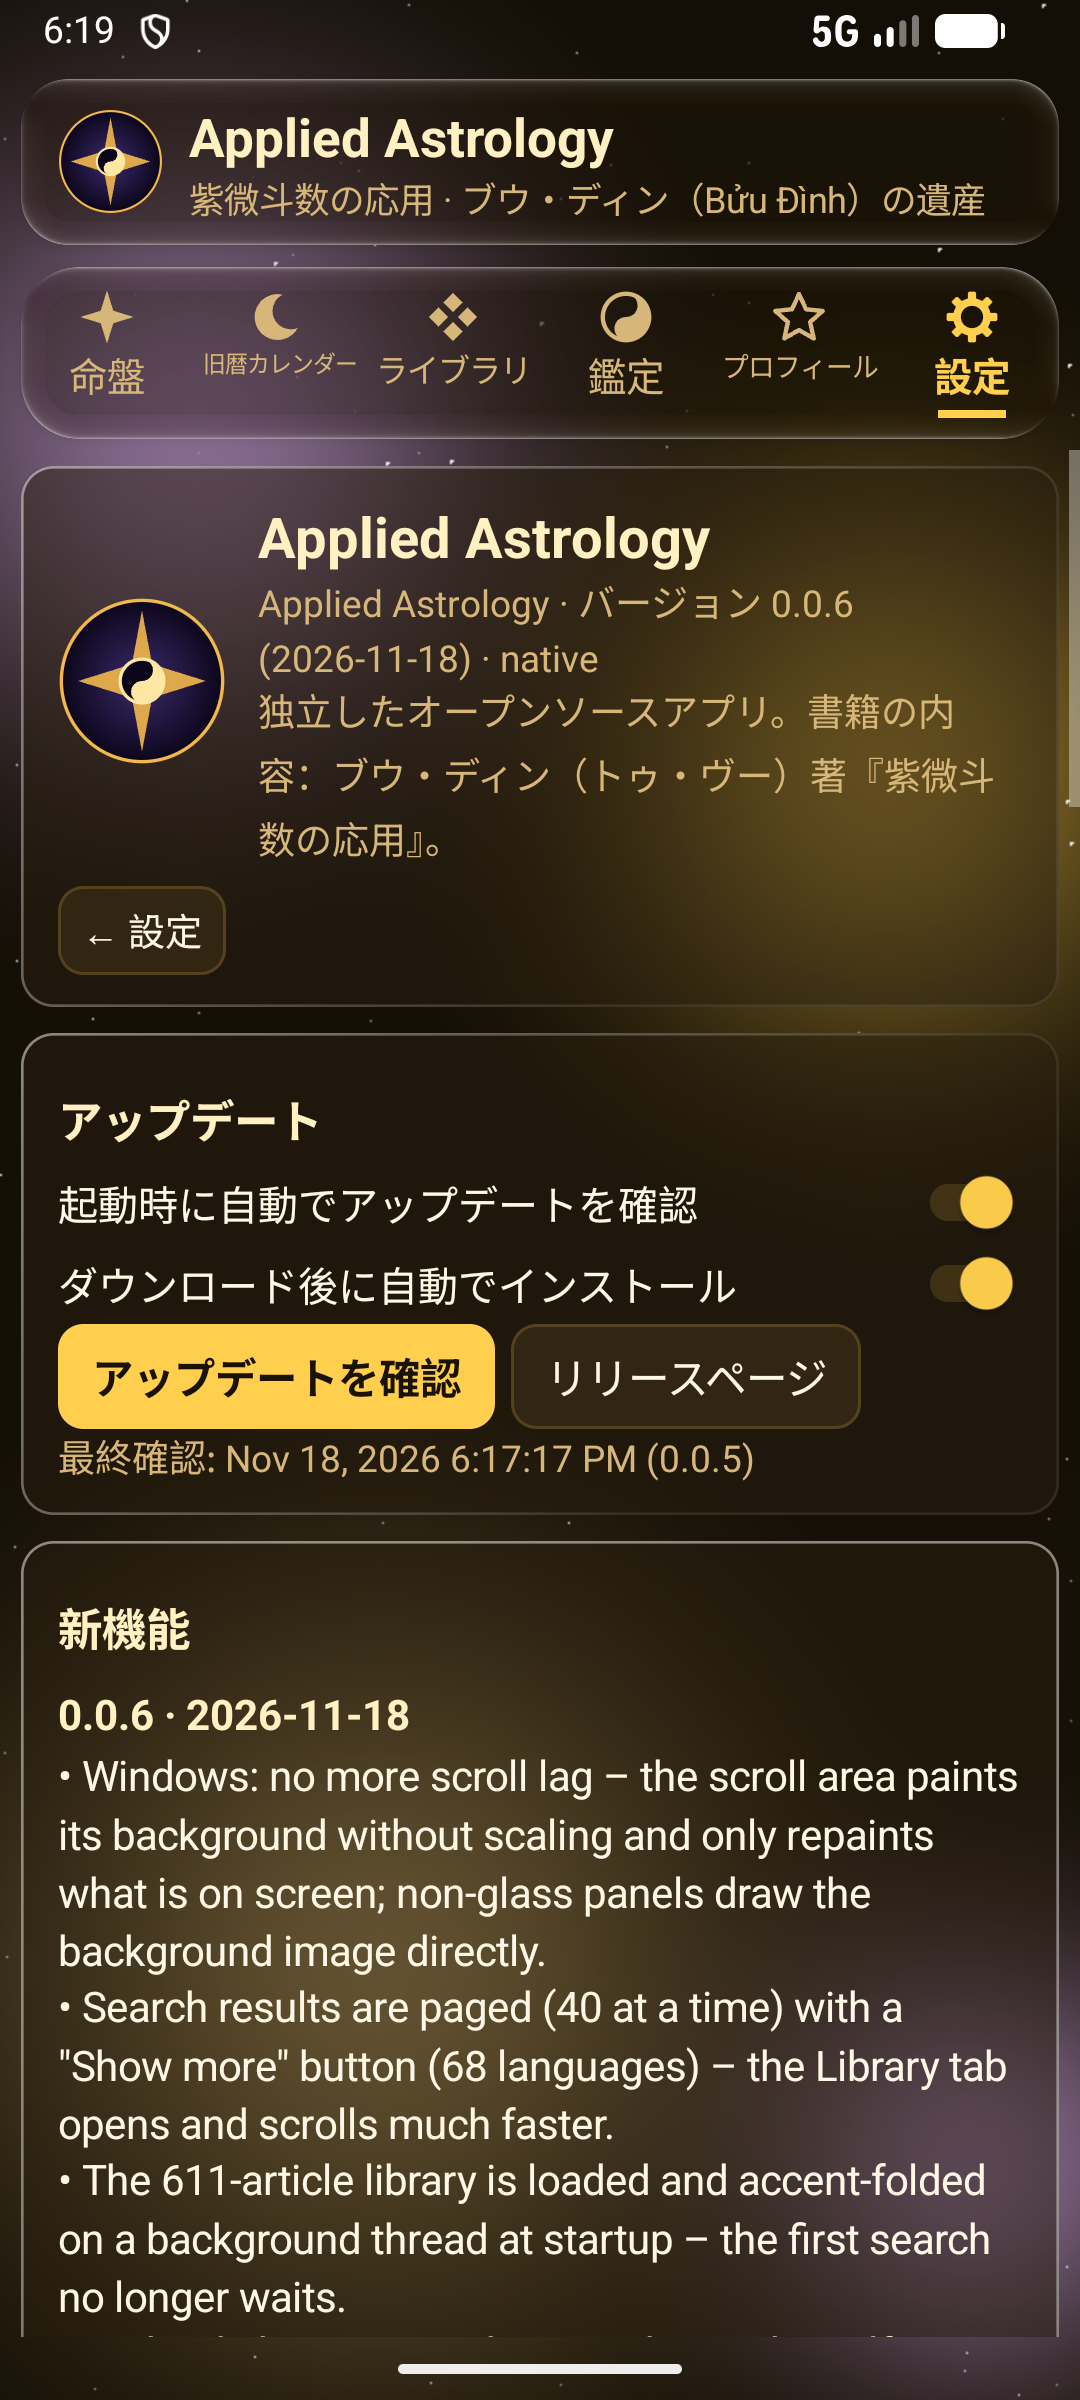 6:19
5G
Applied Astrology
紫微斗数の応用 · ブウ・ディン（Bửu Đình）の遺産
命盤
旧暦カレンダー
ライブラリ
鑑定
プロフィール
設定
Applied Astrology
Applied Astrology · バージョン 0.0.6
(2026-11-18) · native
独立したオープンソースアプリ。書籍の内
容：ブウ・ディン（トゥ・ヴー）著『紫微斗
数の応用』。
← 設定
アップデート
起動時に自動でアップデートを確認
ダウンロード後に自動でインストール
アップデートを確認
リリースページ
最終確認: Nov 18, 2026 6:17:17 PM (0.0.5)
新機能
0.0.6 · 2026-11-18
• Windows: no more scroll lag – the scroll area paints
its background without scaling and only repaints
what is on screen; non-glass panels draw the
background image directly.
• Search results are paged (40 at a time) with a
"Show more" button (68 languages) – the Library tab
opens and scrolls much faster.
• The 611-article library is loaded and accent-folded
on a background thread at startup – the first search
no longer waits.